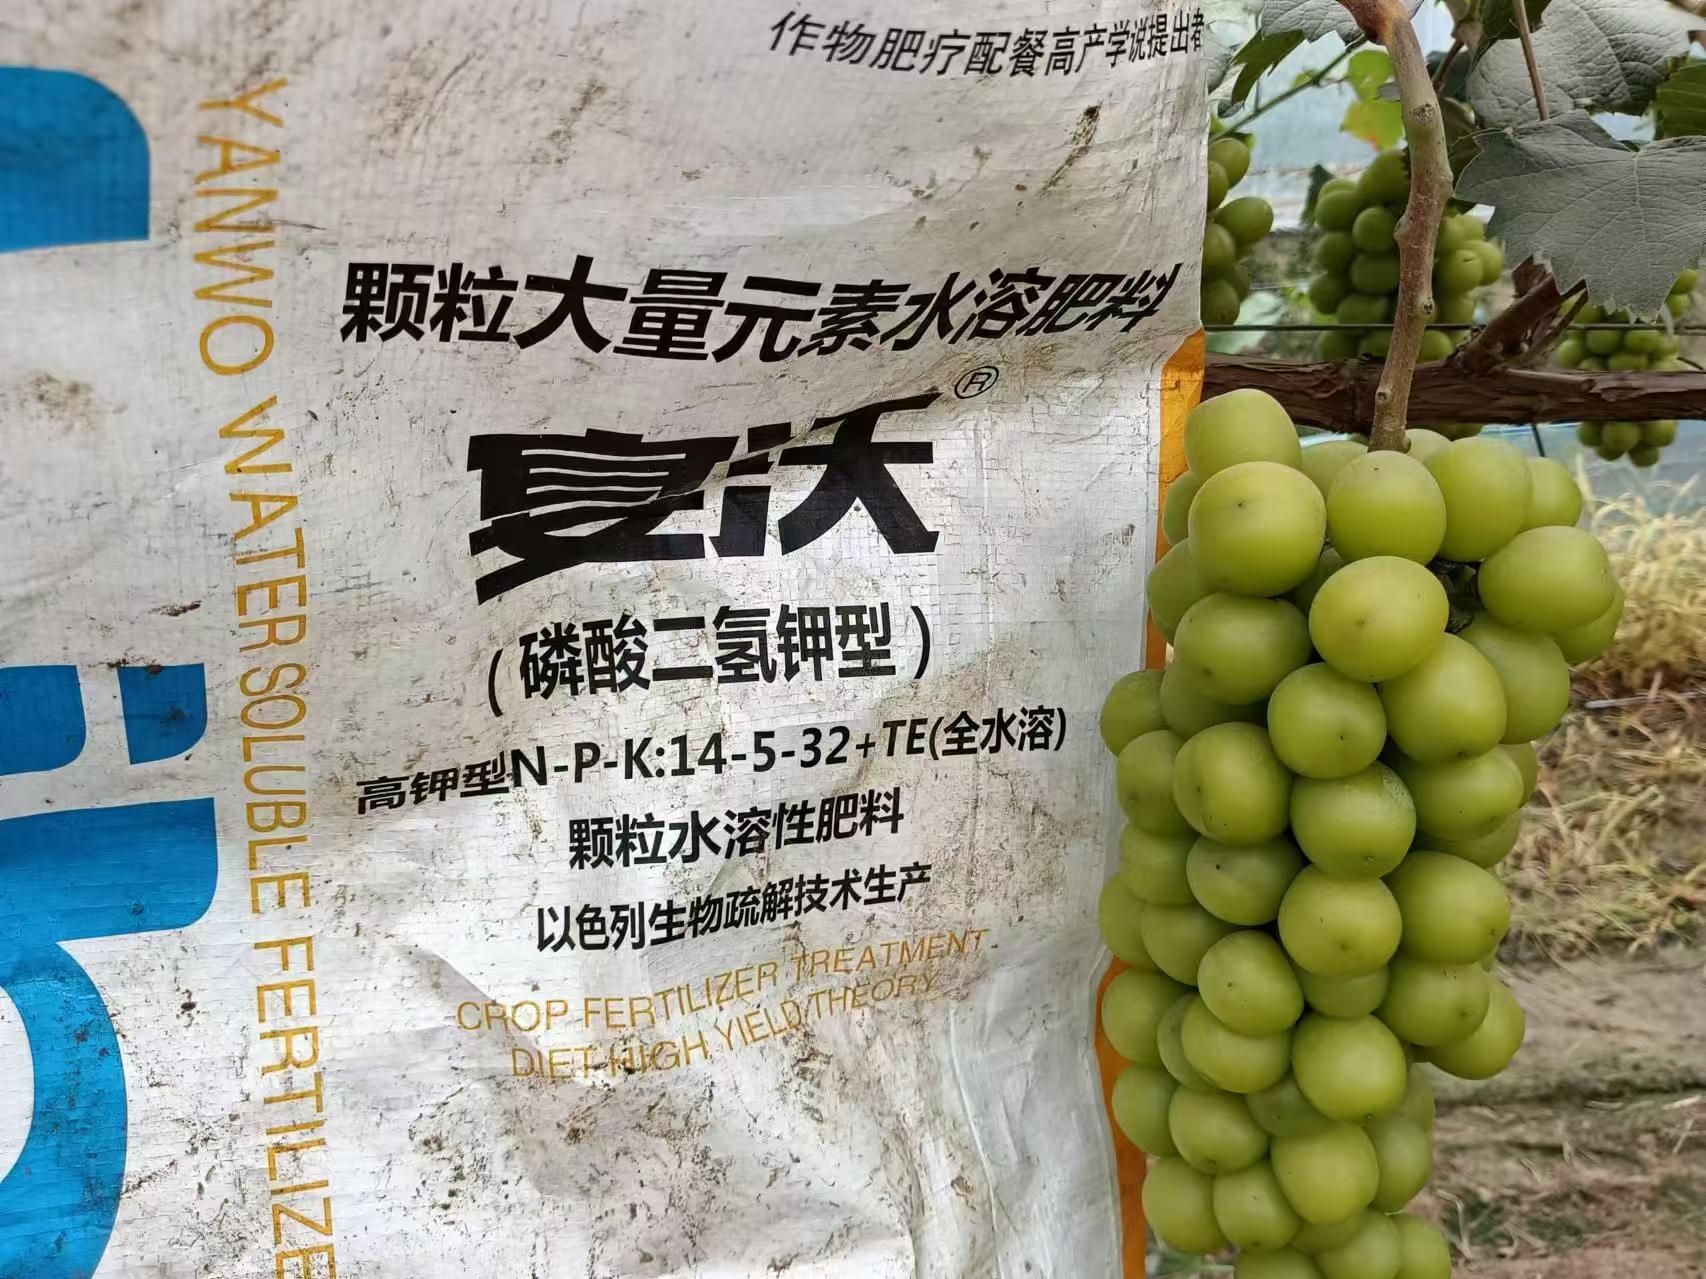 作物肥疗配餐高产学说提出者
YANWO WATER SOLUBLE FERTILIZE
颗粒大量元素水溶肥料
宴沃®
(磷酸二氢钾型)
高钾型N-P-K:14-5-32+TE(全水溶)
颗粒水溶性肥料
以色列生物疏解技术生产
CROP FERTILIZER TREATMENT
DIET HIGH YIELD THEORY